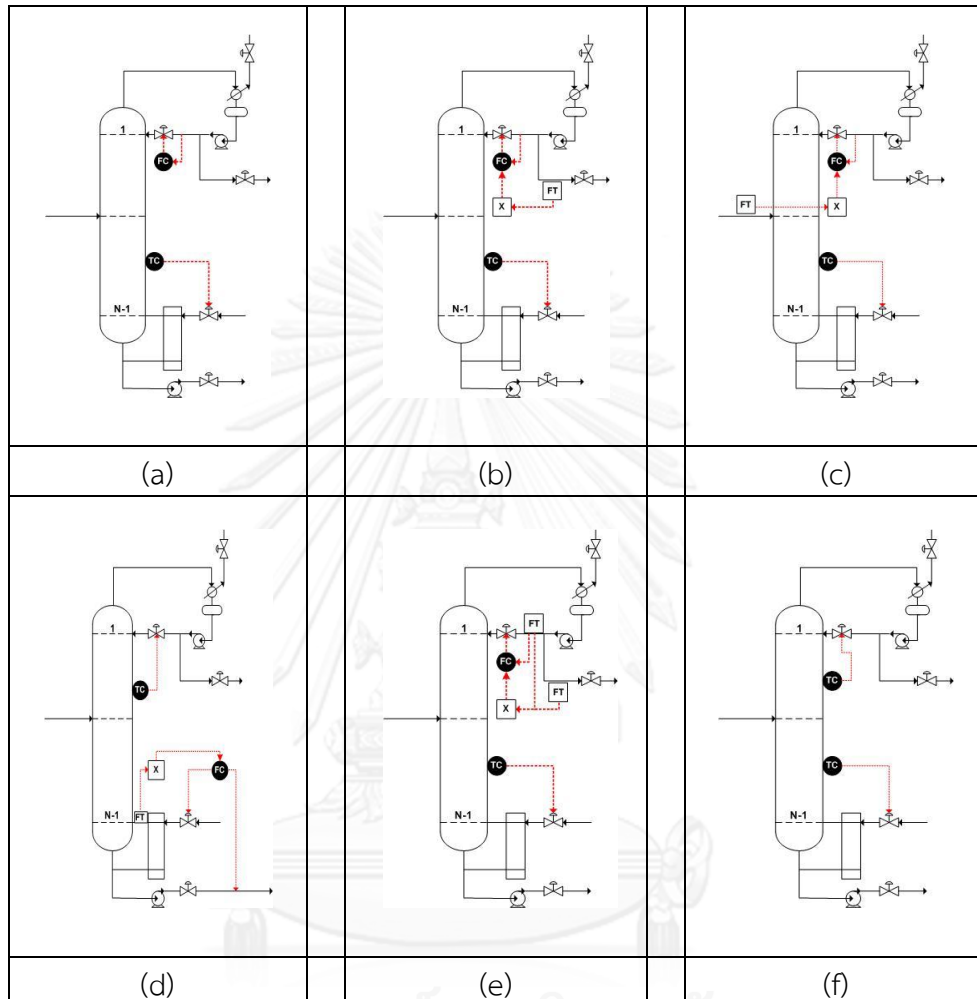 1
FC
TC
N-1
1
FC
FT
X
TC
N-1
1
FC
FT
X
TC
N-1
(a)
(b)
(c)
1
TC
X
FC
N-1
FT
1
FT
FC
FT
X
TC
N-1
1
TC
TC
N-1
(d)
(e)
(f)